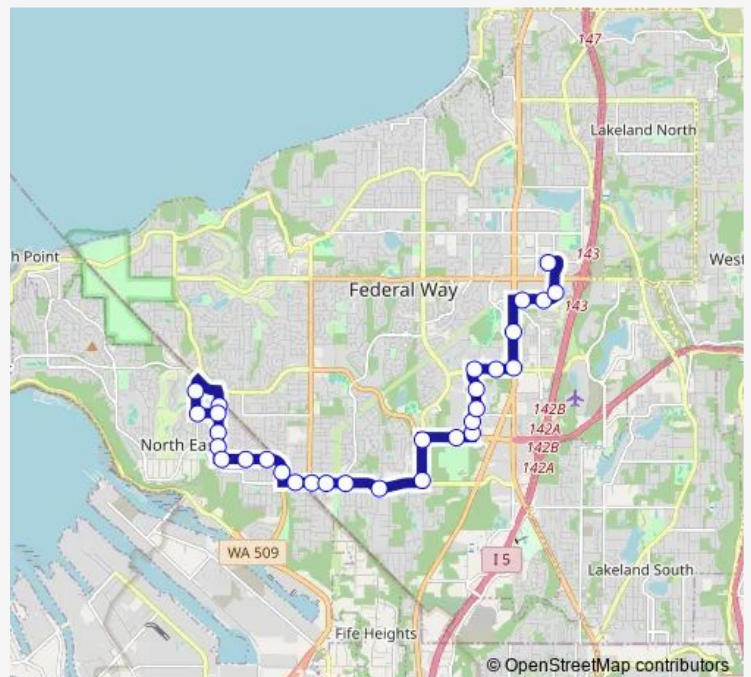 147
Lakeland North
h Point
143
West
Federal Way
143
142B
142A
142B
142A
North Ea
WA 509
I 5
Lakeland South
Fife Heights
© OpenStreetMap contributors